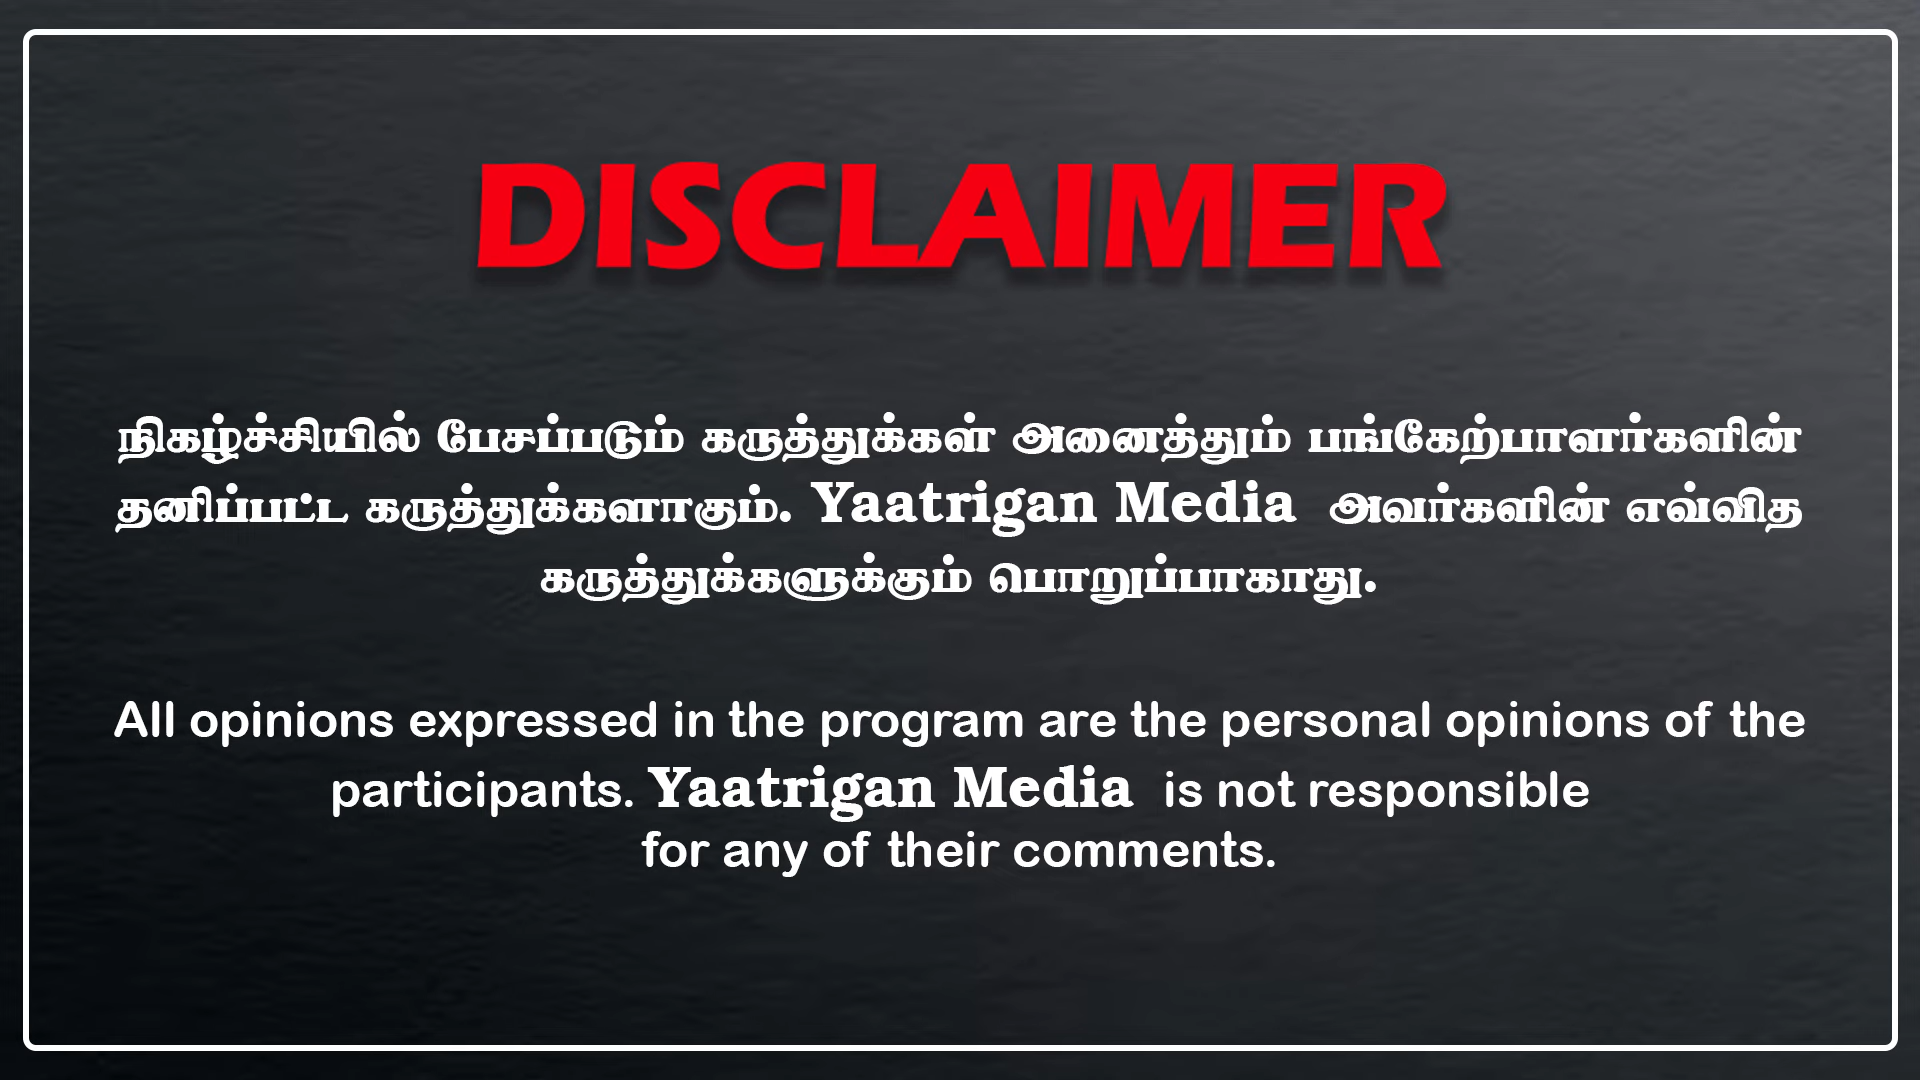 DISCLAIMER
நிகழ்ச்சியில் பேசப்படும் கருத்துக்கள் அனைத்தும் பங்கேற்பாளர்களின்
தனிப்பட்ட கருத்துக்களாகும். Yaatrigan Media அவர்களின் எவ்வித
கருத்துக்களுக்கும் பொறுப்பாகாது.
All opinions expressed in the program are the personal opinions of the
participants. Yaatrigan Media is not responsible
for any of their comments.